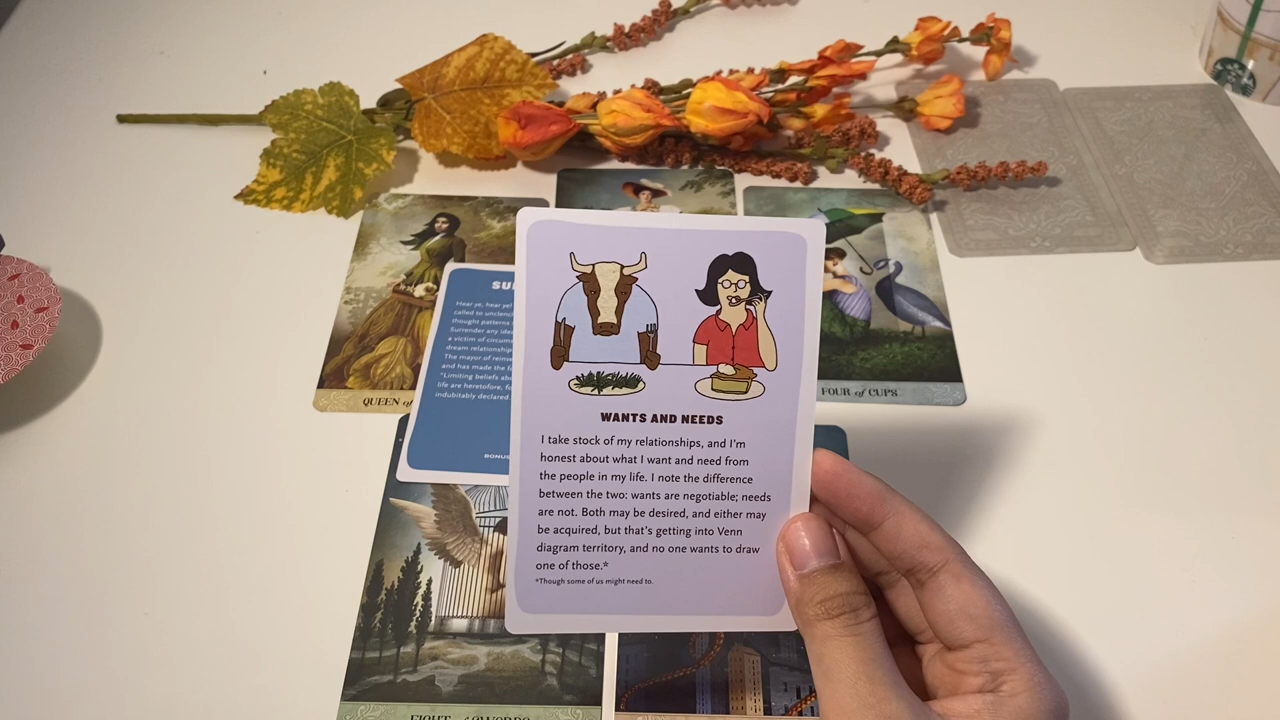 WANTS AND NEEDS
I take stock of my relationships, and I'm
honest about what I want and need from
the people in my life. I note the difference
between the two: wants are negotiable; needs
are not. Both may be desired, and either may
be acquired, but that's getting into Venn
diagram territory, and no one wants to draw
one of those.*
*Though some of us might need to.
Hear ye, hear ye!
called to unclench
thought patterns
Surrender any
a victim of
dream relationship
The mayor of
and has made the
"Limiting beliefs
life are heretofore,
indubitably declared
BONUS
QUEEN of
FOUR of CUPS
EIGHT of SWORDS